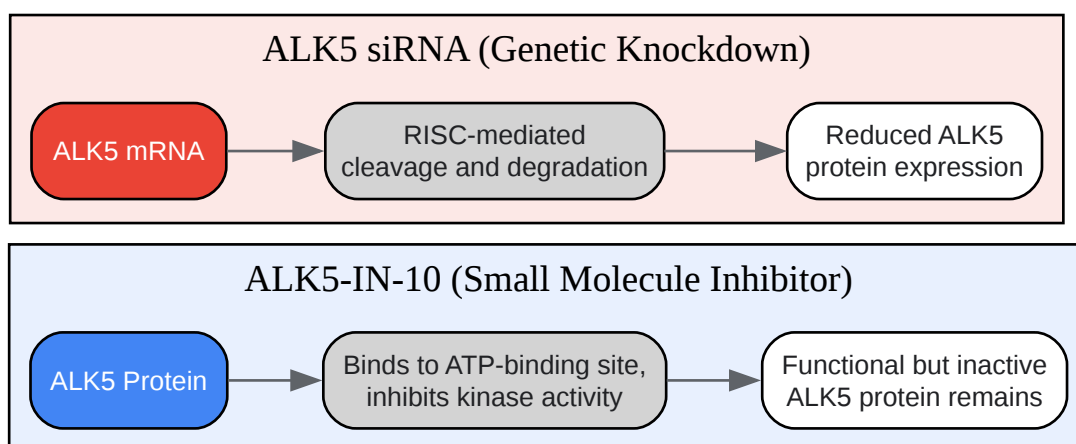 ALK5 siRNA (Genetic Knockdown)
ALK5 mRNA
RISC-mediated
cleavage and degradation
Reduced ALK5
protein expression
ALK5-IN-10 (Small Molecule Inhibitor)
ALK5 Protein
Binds to ATP-binding site,
inhibits kinase activity
Functional but inactive
ALK5 protein remains